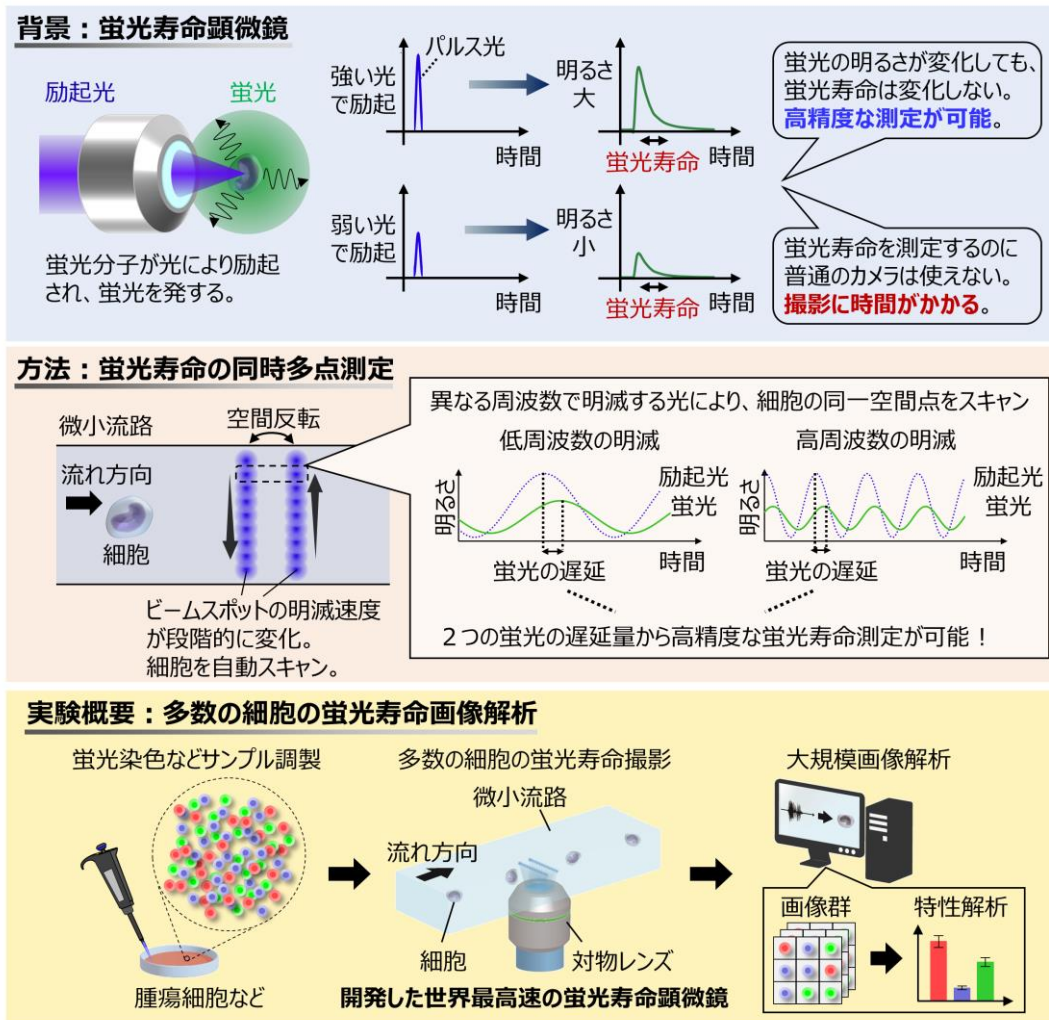 背景：蛍光寿命顕微鏡
励起光
蛍光
蛍光分子が光により励起
され、蛍光を発する。
強い光
で励起
パルス光
時間
明るさ
大
蛍光寿命
時間
弱い光
で励起
時間
明るさ
小
蛍光寿命
時間
蛍光の明るさが変化しても、
蛍光寿命は変化しない。
高精度な測定が可能。
蛍光寿命を測定するのに
普通のカメラは使えない。
撮影に時間がかかる。
方法：蛍光寿命の同時多点測定
微小流路
空間反転
流れ方向
細胞
ビームスポットの明滅速度
が段階的に変化。
細胞を自動スキャン。
異なる周波数で明滅する光により、細胞の同一空間点をスキャン
低周波数の明滅
明るさ
励起光
蛍光
時間
蛍光の遅延
高周波数の明滅
明るさ
励起光
蛍光
時間
蛍光の遅延
２つの蛍光の遅延量から高精度な蛍光寿命測定が可能！
実験概要：多数の細胞の蛍光寿命画像解析
蛍光染色などサンプル調製
腫瘍細胞など
多数の細胞の蛍光寿命撮影
微小流路
流れ方向
細胞
対物レンズ
開発した世界最高速の蛍光寿命顕微鏡
大規模画像解析
画像群
特性解析